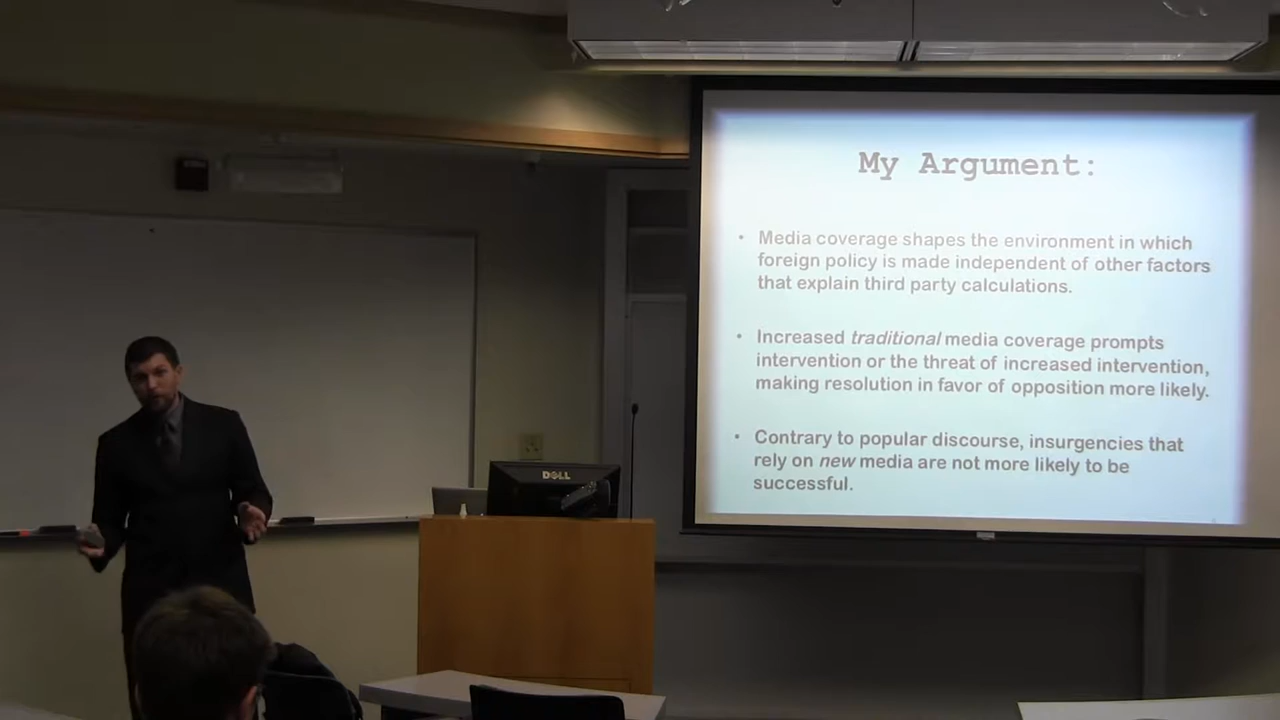 My Argument:
• Media coverage shapes the environment in which
foreign policy is made independent of other factors
that explain third party calculations.
• Increased traditional media coverage prompts
intervention or the threat of increased intervention,
making resolution in favor of opposition more likely.
• Contrary to popular discourse, insurgencies that
rely on new media are not more likely to be
successful.
DELL